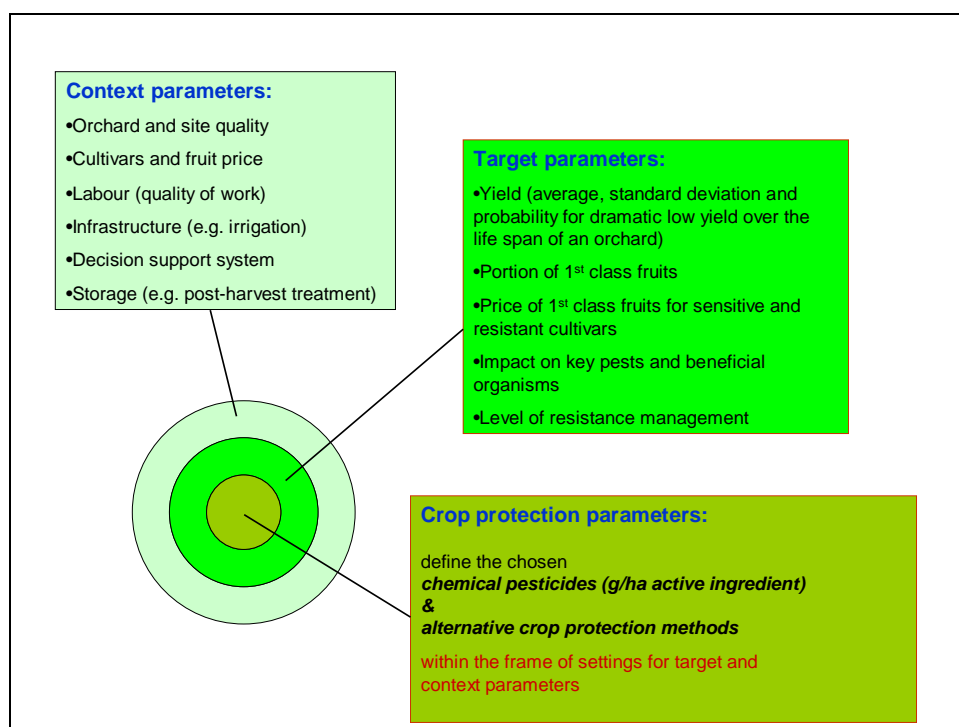 Context parameters:
•Orchard and site quality
•Cultivars and fruit price
•Labour (quality of work)
•Infrastructure (e.g. irrigation)
•Decision support system
•Storage (e.g. post-harvest treatment)
Target parameters:
•Yield (average, standard deviation and
probability for dramatic low yield over the
life span of an orchard)
•Portion of 1st class fruits
•Price of 1st class fruits for sensitive and
resistant cultivars
•Impact on key pests and beneficial
organisms
•Level of resistance management
Crop protection parameters:
define the chosen
chemical pesticides (g/ha active ingredient)
&
alternative crop protection methods
within the frame of settings for target and
context parameters